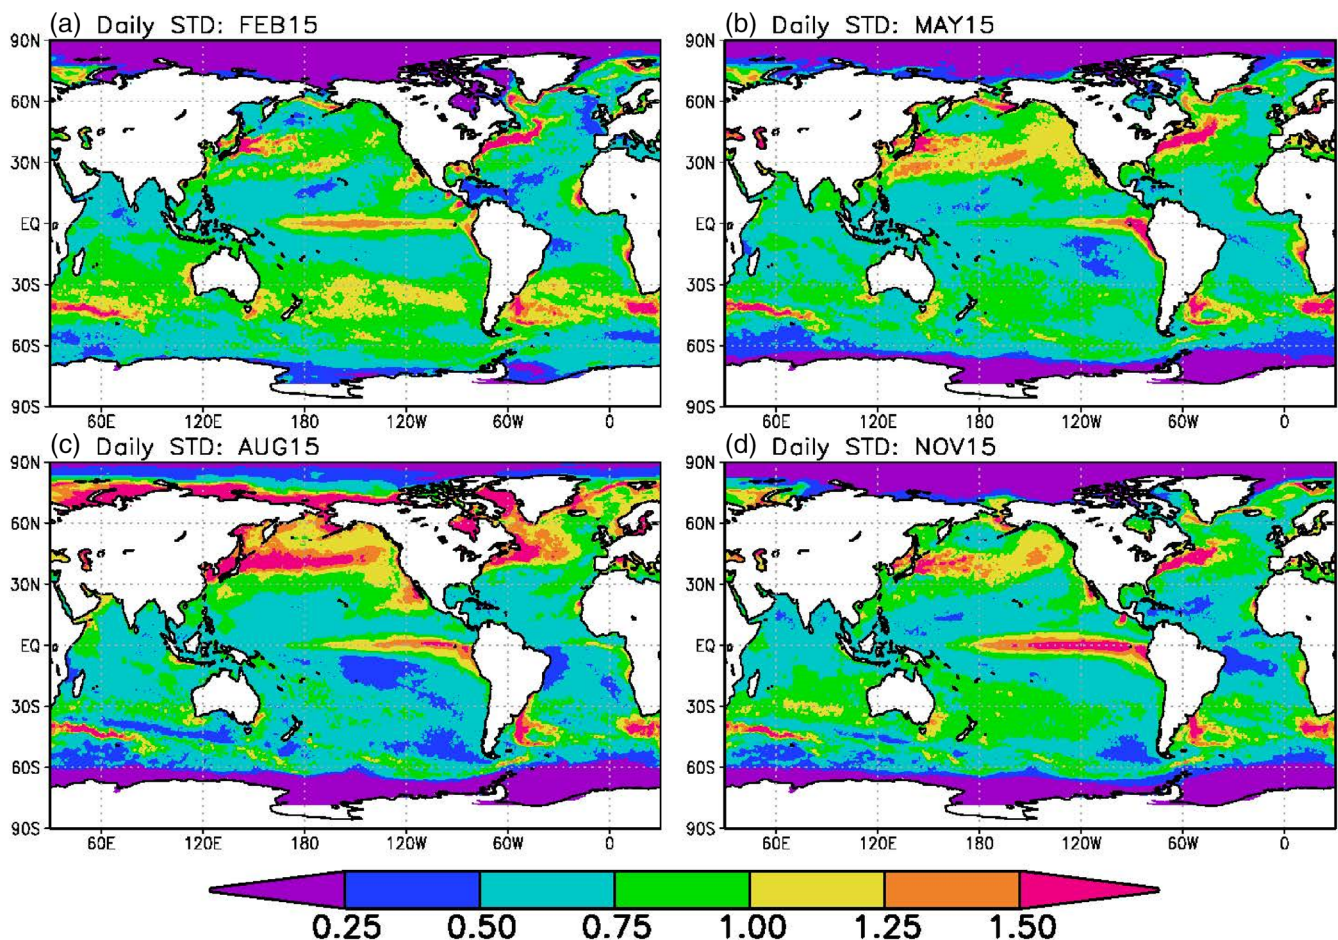 (a) Daily STD: FEB15
90N
60N
30N
EQ
30S
60S
90S
60E 120E 180 120W 60W 0
(b) Daily STD: MAY15
90N
60N
30N
EQ
30S
60S
90S
60E 120E 180 120W 60W 0
(c) Daily STD: AUG15
90N
60N
30N
EQ
30S
60S
90S
60E 120E 180 120W 60W 0
(d) Daily STD: NOV15
90N
60N
30N
EQ
30S
60S
90S
60E 120E 180 120W 60W 0
0.25 0.50 0.75 1.00 1.25 1.50